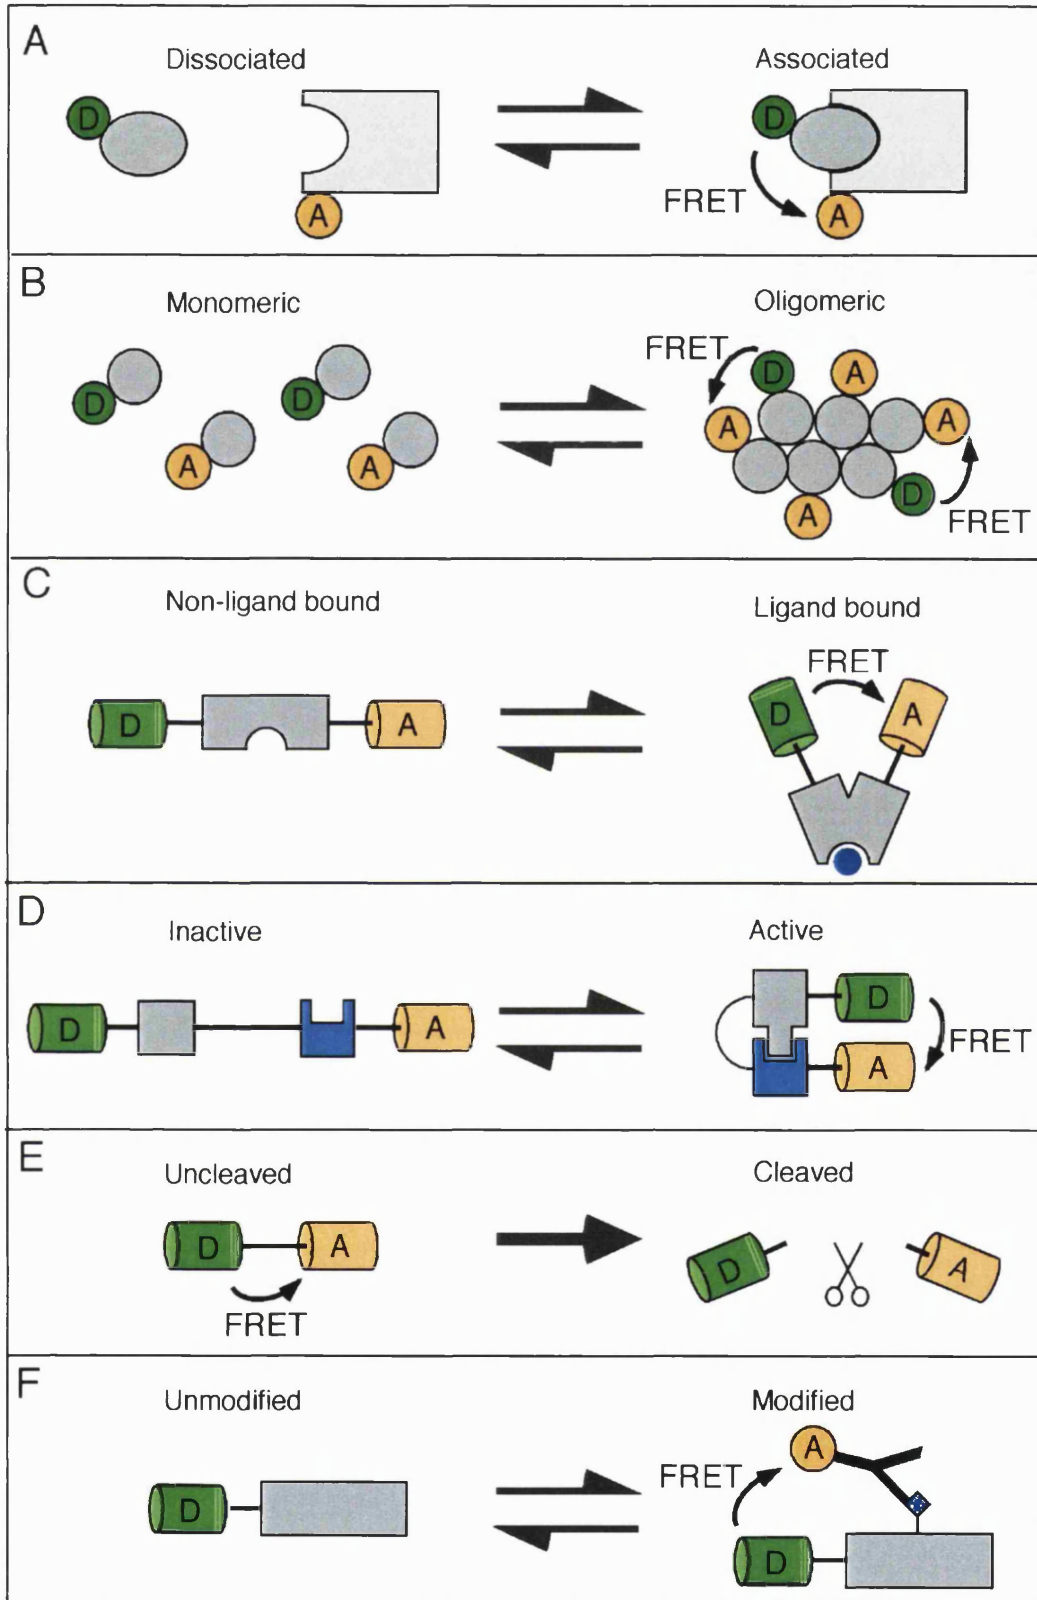 A
Dissociated
Associated
D
A
D
A
FRET
B
Monomeric
Oligomeric
D
D
A
A
FRET
D
A
A
A
D
A
FRET
C
Non-ligand bound
Ligand bound
D
A
FRET
D
A
D
Inactive
Active
D
A
D
A
FRET
E
Uncleaved
Cleaved
D
A
FRET
D
A
F
Unmodified
Modified
D
A
FRET
D